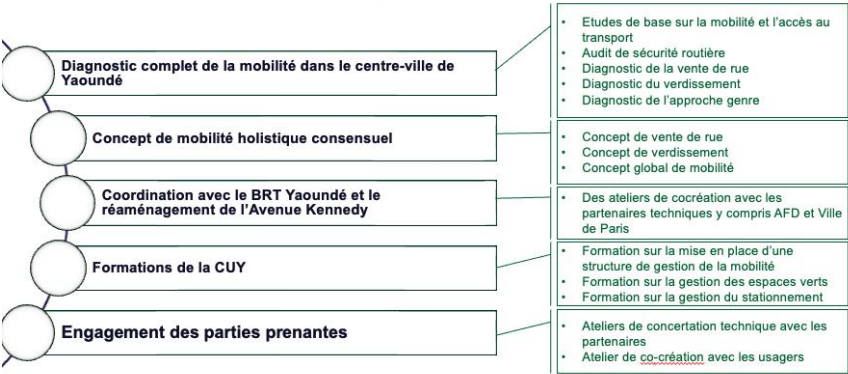 Diagnostic complet de la mobilité dans le centre-ville de
Yaoundé
• Etudes de base sur la mobilité et l'accès au
transport
• Audit de sécurité routière
• Diagnostic de la vente de rue
• Diagnostic du verdissement
• Diagnostic de l'approche genre
Concept de mobilité holistique consensuel
• Concept de vente de rue
• Concept de verdissement
• Concept global de mobilité
Coordination avec le BRT Yaoundé et le
réaménagement de l'Avenue Kennedy
• Des ateliers de cocréation avec les
partenaires techniques y compris AFD et Ville
de Paris
Formations de la CUY
• Formation sur la mise en place d'une
structure de gestion de la mobilité
• Formation sur la gestion des espaces verts
• Formation sur la gestion du stationnement
Engagement des parties prenantes
• Ateliers de concertation technique avec les
partenaires
• Atelier de co-création avec les usagers